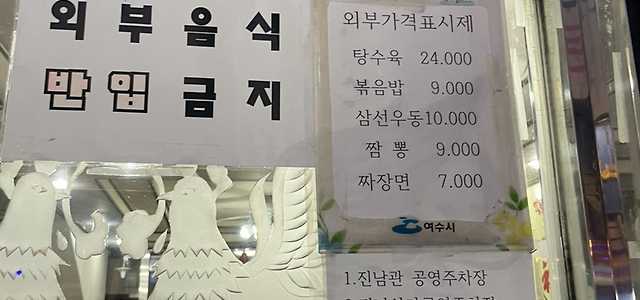 외부음식
반입금지
외부가격표시제
탕수육 24.000
볶음밥 9.000
삼선우동10.000
짬뽕 9.000
짜장면 7.000
여수시
1.진남관 공영주차장